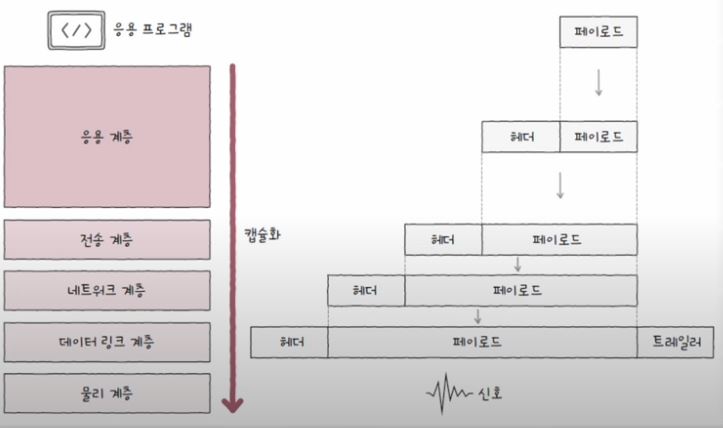 </> 응용 프로그램
페이로드
응용 계층
헤더 페이로드
전송 계층
캡슐화
헤더 페이로드
네트워크 계층
헤더 페이로드
데이터 링크 계층
헤더 페이로드 트레일러
물리 계층
신호